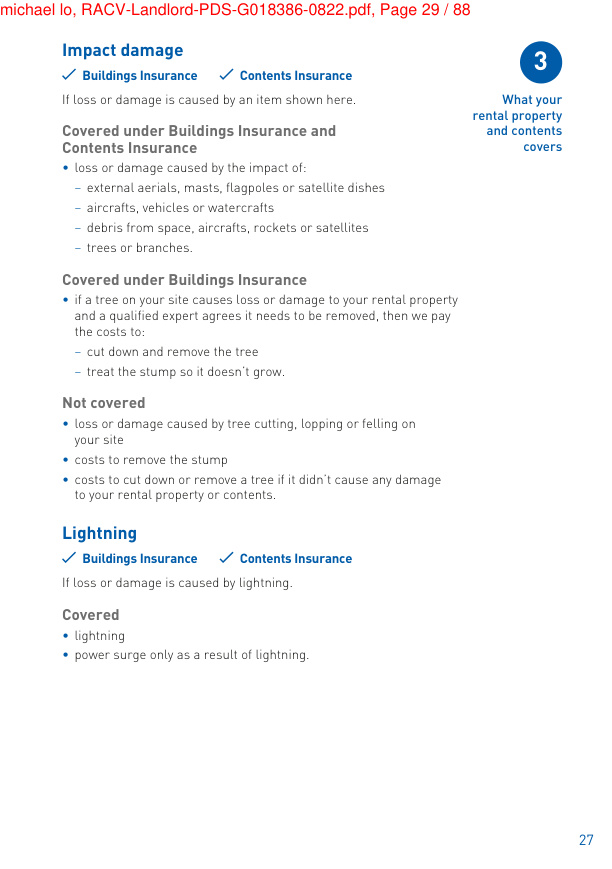 michael lo, RACV-Landlord-PDS-G018386-0822.pdf, Page 29 / 88
Impact damage
✓ Buildings Insurance ✓ Contents Insurance
If loss or damage is caused by an item shown here.
Covered under Buildings Insurance and
Contents Insurance
• loss or damage caused by the impact of:
– external aerials, masts, flagpoles or satellite dishes
– aircrafts, vehicles or watercrafts
– debris from space, aircrafts, rockets or satellites
– trees or branches.
Covered under Buildings Insurance
• if a tree on your site causes loss or damage to your rental property
and a qualified expert agrees it needs to be removed, then we pay
the costs to:
– cut down and remove the tree
– treat the stump so it doesn't grow.
Not covered
• loss or damage caused by tree cutting, lopping or felling on
your site
• costs to remove the stump
• costs to cut down or remove a tree if it didn't cause any damage
to your rental property or contents.
Lightning
✓ Buildings Insurance ✓ Contents Insurance
If loss or damage is caused by lightning.
Covered
• lightning
• power surge only as a result of lightning.
3
What your
rental property
and contents
covers
27